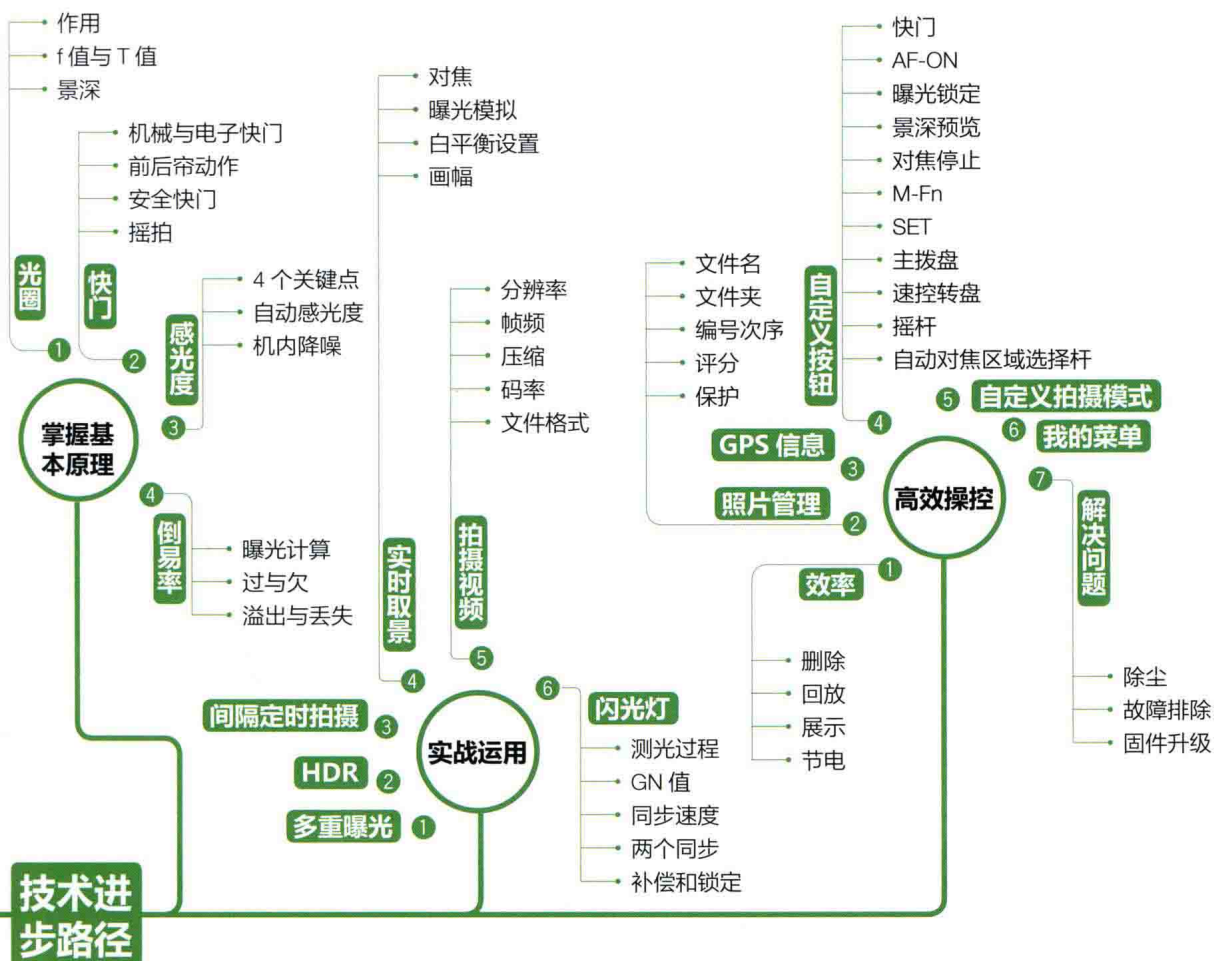 作用
f 值与 T 值
景深
光圈
1
机械与电子快门
前后帘动作
安全快门
摇拍
快门
2
4 个关键点
自动感光度
机内降噪
感光度
3
掌握基
本原理
4
倒易率
曝光计算
过与欠
溢出与丢失
对焦
曝光模拟
白平衡设置
画幅
实时取景
4
分辨率
帧频
压缩
码率
文件格式
拍摄视频
5
6
闪光灯
测光过程
GN 值
同步速度
两个同步
补偿和锁定
间隔定时拍摄
3
HDR
2
多重曝光
1
实战运用
快门
AF-ON
曝光锁定
景深预览
对焦停止
M-Fn
SET
主拨盘
速控转盘
摇杆
自动对焦区域选择杆
自定义按钮
4
文件名
文件夹
编号次序
评分
保护
GPS 信息
3
照片管理
2
效率
1
删除
回放
展示
节电
高效操控
5
自定义拍摄模式
6
我的菜单
7
解决问题
除尘
故障排除
固件升级
技术进
步路径